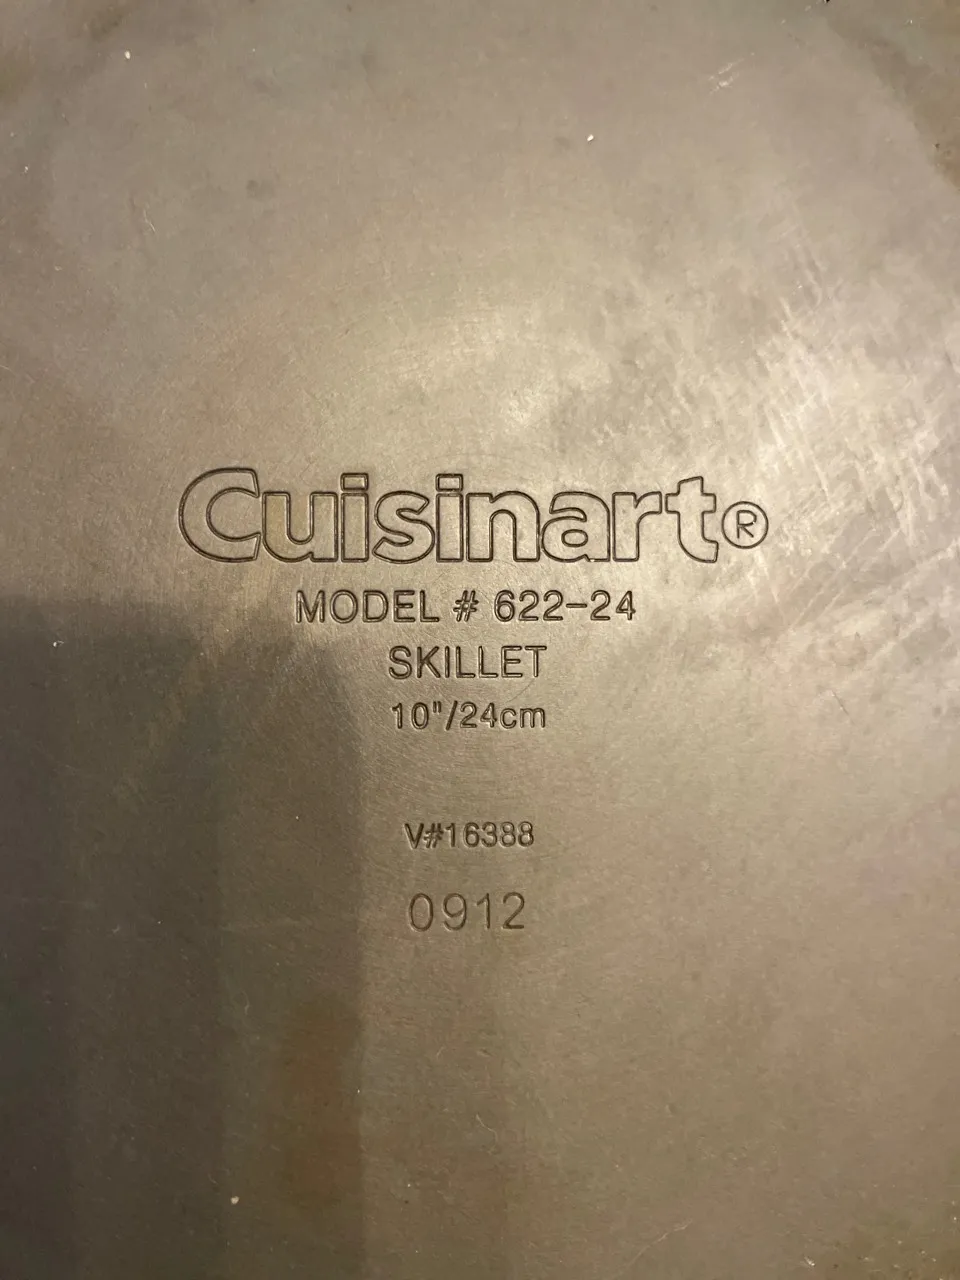 Cuisinart®
MODEL # 622-24
SKILLET
10"/24cm
V#16388
0912